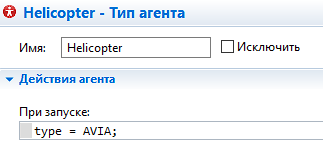 Helicopter - Тип агента
Имя: Helicopter Исключить
Действия агента
При запуске:
type = AVIA;